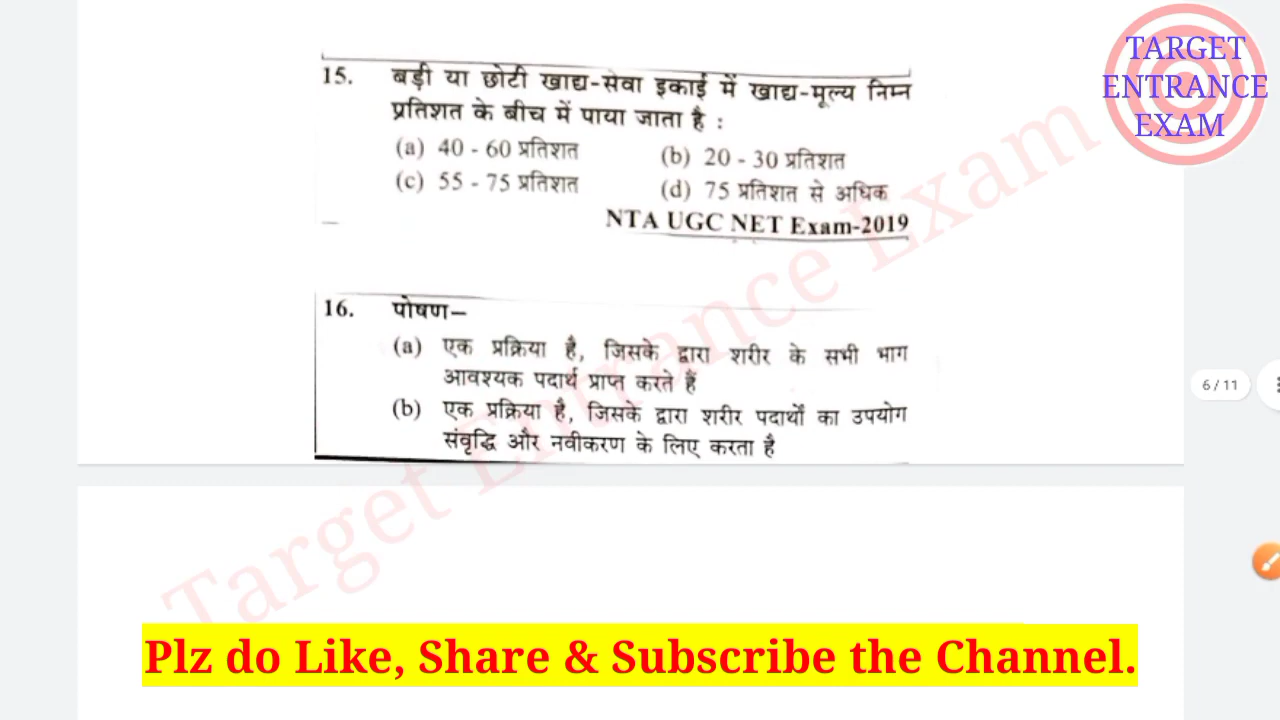 TARGET
ENTRANCE
EXAM
15. बड़ी या छोटी खाद्य-सेवा इकाई में खाद्य-मूल्य निम्न
प्रतिशत के बीच में पाया जाता है :
(a) 40 - 60 प्रतिशत (b) 20 - 30 प्रतिशत
(c) 55 - 75 प्रतिशत (d) 75 प्रतिशत से अधिक
NTA UGC NET Exam-2019
16. पोषण–
(a) एक प्रक्रिया है, जिसके द्वारा शरीर के सभी भाग
आवश्यक पदार्थ प्राप्त करते हैं
(b) एक प्रक्रिया है, जिसके द्वारा शरीर पदार्थों का उपयोग
संवृद्धि और नवीकरण के लिए करता है
6 / 11
Target Entrance Exam
Plz do Like, Share & Subscribe the Channel.